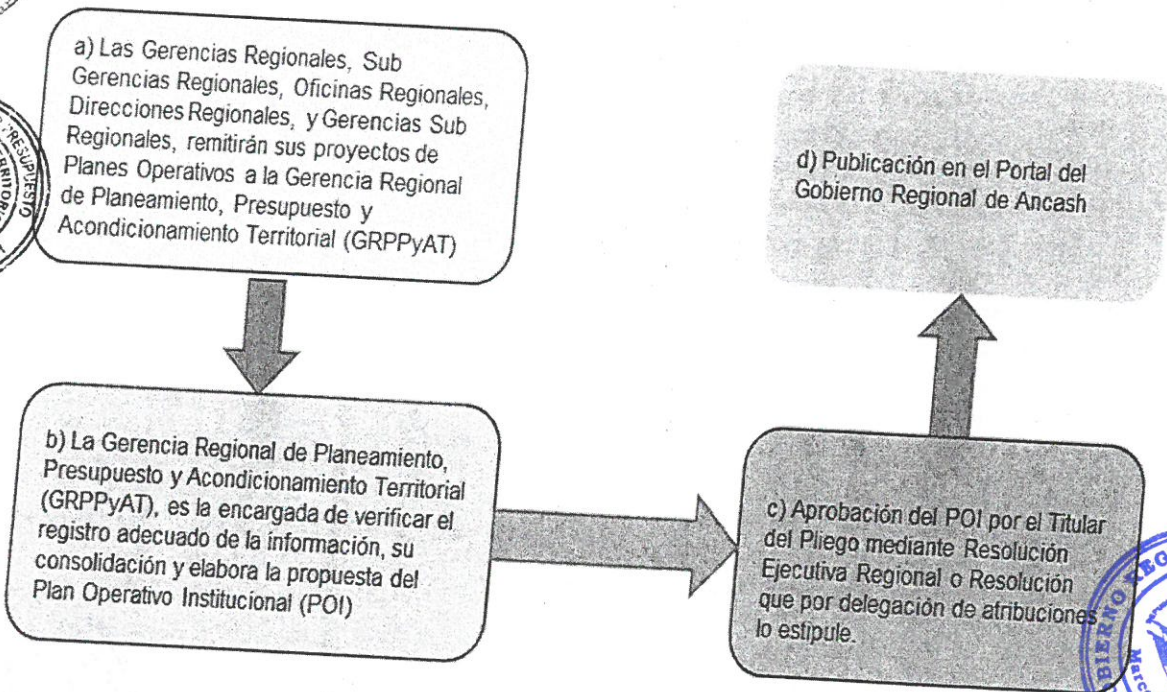 a) Las Gerencias Regionales, Sub
Gerencias Regionales, Oficinas Regionales,
Direcciones Regionales, y Gerencias Sub
Regionales, remitirán sus proyectos de
Planes Operativos a la Gerencia Regional
de Planeamiento, Presupuesto y
Acondicionamiento Territorial (GRPPyAT)
b) La Gerencia Regional de Planeamiento,
Presupuesto y Acondicionamiento Territorial
(GRPPyAT), es la encargada de verificar el
registro adecuado de la información, su
consolidación y elabora la propuesta del
Plan Operativo Institucional (POI)
c) Aprobación del POI por el Titular
del Pliego mediante Resolución
Ejecutiva Regional o Resolución
que por delegación de atribuciones
lo estipule.
d) Publicación en el Portal del
Gobierno Regional de Ancash